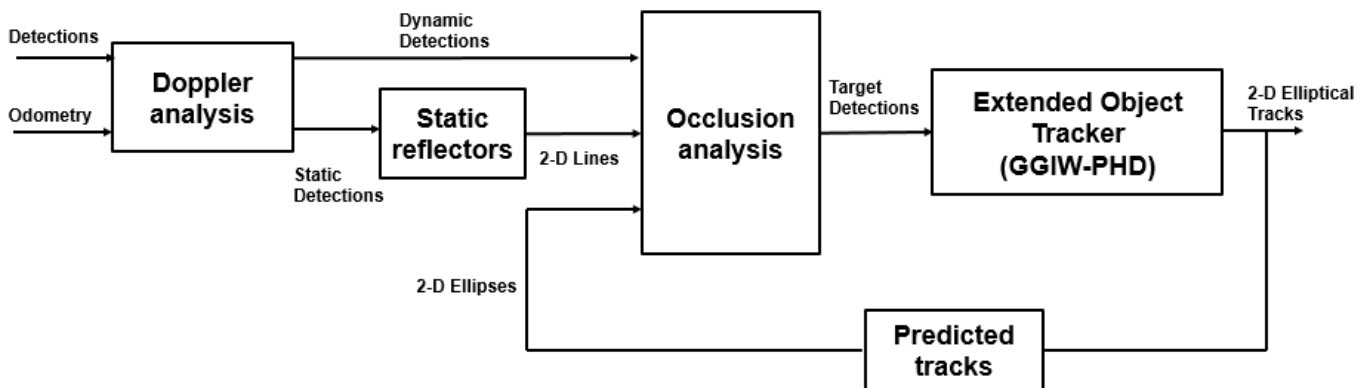 Detections
Odometry
Doppler
analysis
Dynamic
Detections
Static
Detections
Static
reflectors
2-D Lines
2-D Ellipses
Occlusion
analysis
Target
Detections
Extended Object
Tracker
(GGIW-PHD)
2-D Elliptical
Tracks
Predicted
tracks